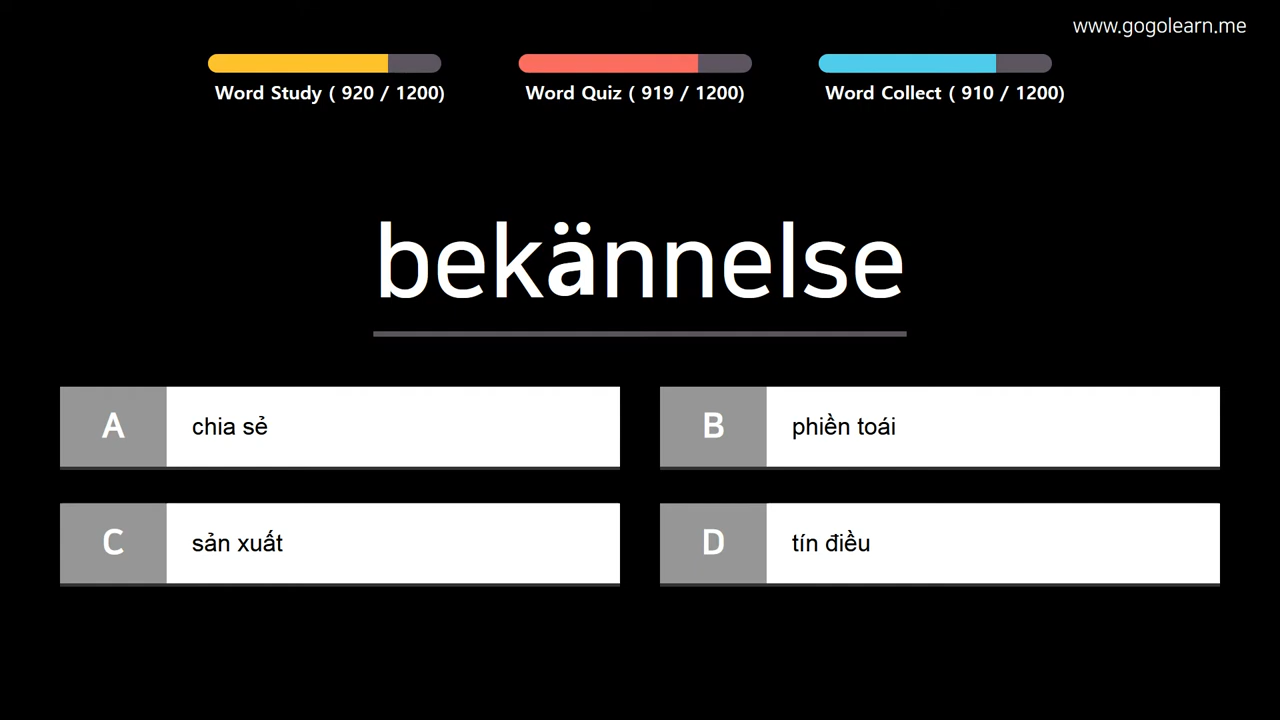 www.gogolearn.me
Word Study ( 920 / 1200)
Word Quiz ( 919 / 1200)
Word Collect ( 910 / 1200)
bekännelse
A
chia sẻ
B
phiền toái
C
sản xuất
D
tín điều